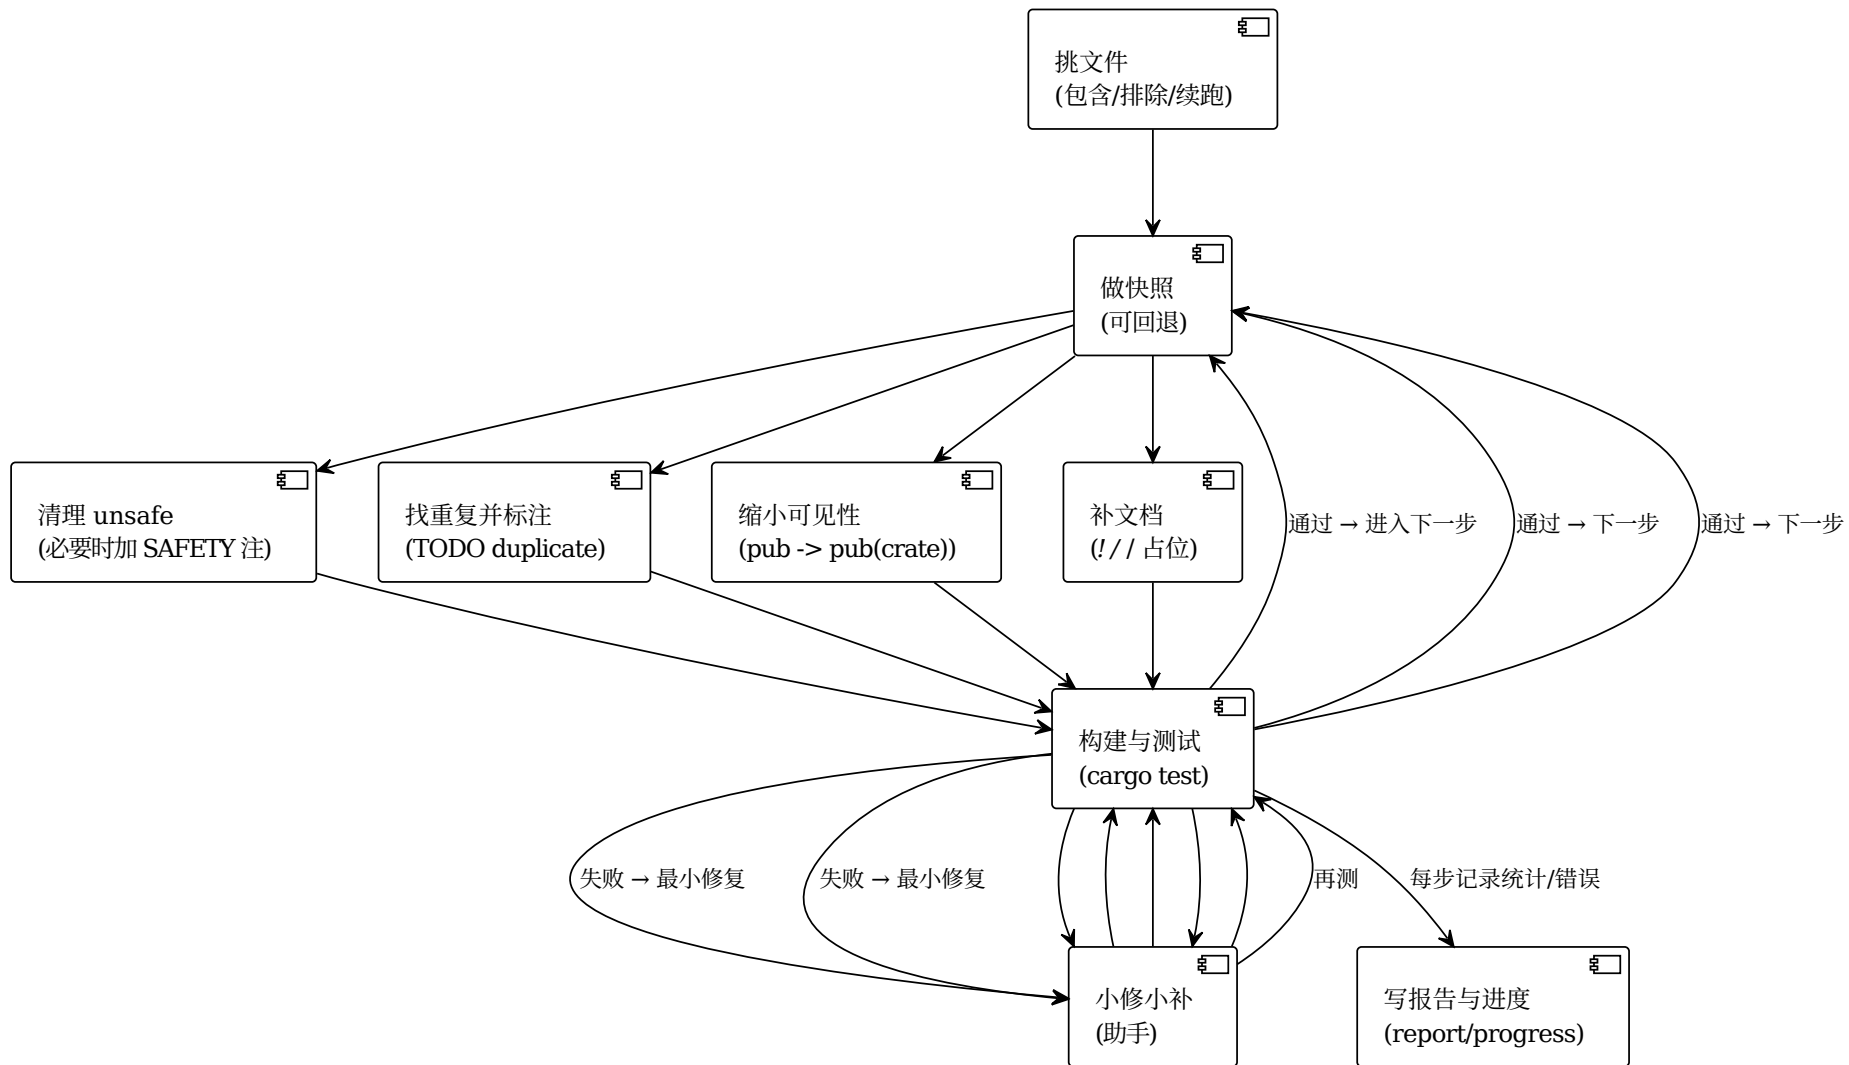 挑文件
(包含/排除/续跑)
做快照
(可回退)
清理 unsafe
(必要时加 SAFETY 注)
找重复并标注
(TODO duplicate)
缩小可见性
(pub -> pub(crate))
补文档
(!// 占位)
通过 → 进入下一步
通过 → 下一步
通过 → 下一步
构建与测试
(cargo test)
失败 → 最小修复
失败 → 最小修复
再测
每步记录统计/错误
小修小补
(助手)
写报告与进度
(report/progress)